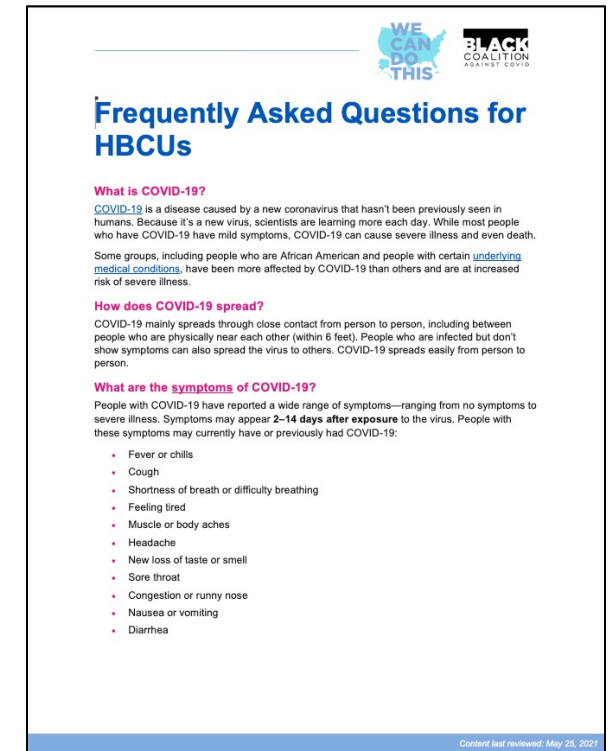 WE
CAN
DO
THIS
BLACK
COALITION
AGAINST COVID
Frequently Asked Questions for
HBCUs
What is COVID-19?
COVID-19 is a disease caused by a new coronavirus that hasn't been previously seen in
humans. Because it's a new virus, scientists are learning more each day. While most people
who have COVID-19 have mild symptoms, COVID-19 can cause severe illness and even death.
Some groups, including people who are African American and people with certain underlying
medical conditions, have been more affected by COVID-19 than others and are at increased
risk of severe illness.
How does COVID-19 spread?
COVID-19 mainly spreads through close contact from person to person, including between
people who are physically near each other (within 6 feet). People who are infected but don't
show symptoms can also spread the virus to others. COVID-19 spreads easily from person to
person.
What are the symptoms of COVID-19?
People with COVID-19 have reported a wide range of symptoms—ranging from no symptoms to
severe illness. Symptoms may appear 2–14 days after exposure to the virus. People with
these symptoms may currently have or previously had COVID-19:
• Fever or chills
• Cough
• Shortness of breath or difficulty breathing
• Feeling tired
• Muscle or body aches
• Headache
• New loss of taste or smell
• Sore throat
• Congestion or runny nose
• Nausea or vomiting
• Diarrhea
Content last reviewed: May 25, 2021